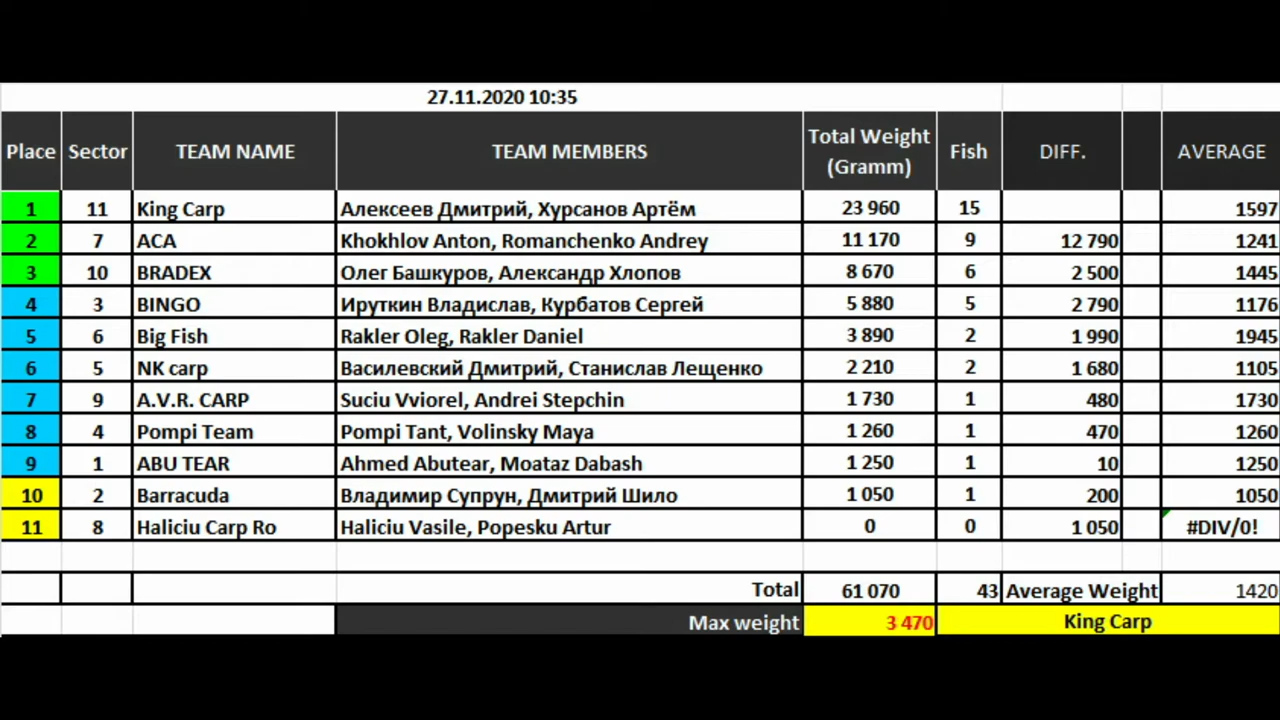 27.11.2020 10:35
Place Sector TEAM NAME TEAM MEMBERS Total Weight (Gramm) Fish DIFF. AVERAGE
1 11 King Carp Алексеев Дмитрий, Хурсанов Артём 23 960 15 1597
2 7 ACA Khokhlov Anton, Romanchenko Andrey 11 170 9 12 790 1241
3 10 BRADEX Олег Башкуров, Александр Хлопов 8 670 6 2 500 1445
4 3 BINGO Ируткин Владислав, Курбатов Сергей 5 880 5 2 790 1176
5 6 Big Fish Rakler Oleg, Rakler Daniel 3 890 2 1 990 1945
6 5 NK carp Василевский Дмитрий, Станислав Лещенко 2 210 2 1 680 1105
7 9 A.V.R. CARP Suciu Vviorel, Andrei Stepchin 1 730 1 480 1730
8 4 Pompi Team Pompi Tant, Volinsky Maya 1 260 1 470 1260
9 1 ABU TEAR Ahmed Abutear, Moataz Dabash 1 250 1 10 1250
10 2 Barracuda Владимир Супрун, Дмитрий Шило 1 050 1 200 1050
11 8 Haliciu Carp Ro Haliciu Vasile, Popesku Artur 0 0 1 050 #DIV/0!
Total 61 070 43 Average Weight 1420
Max weight 3 470 King Carp